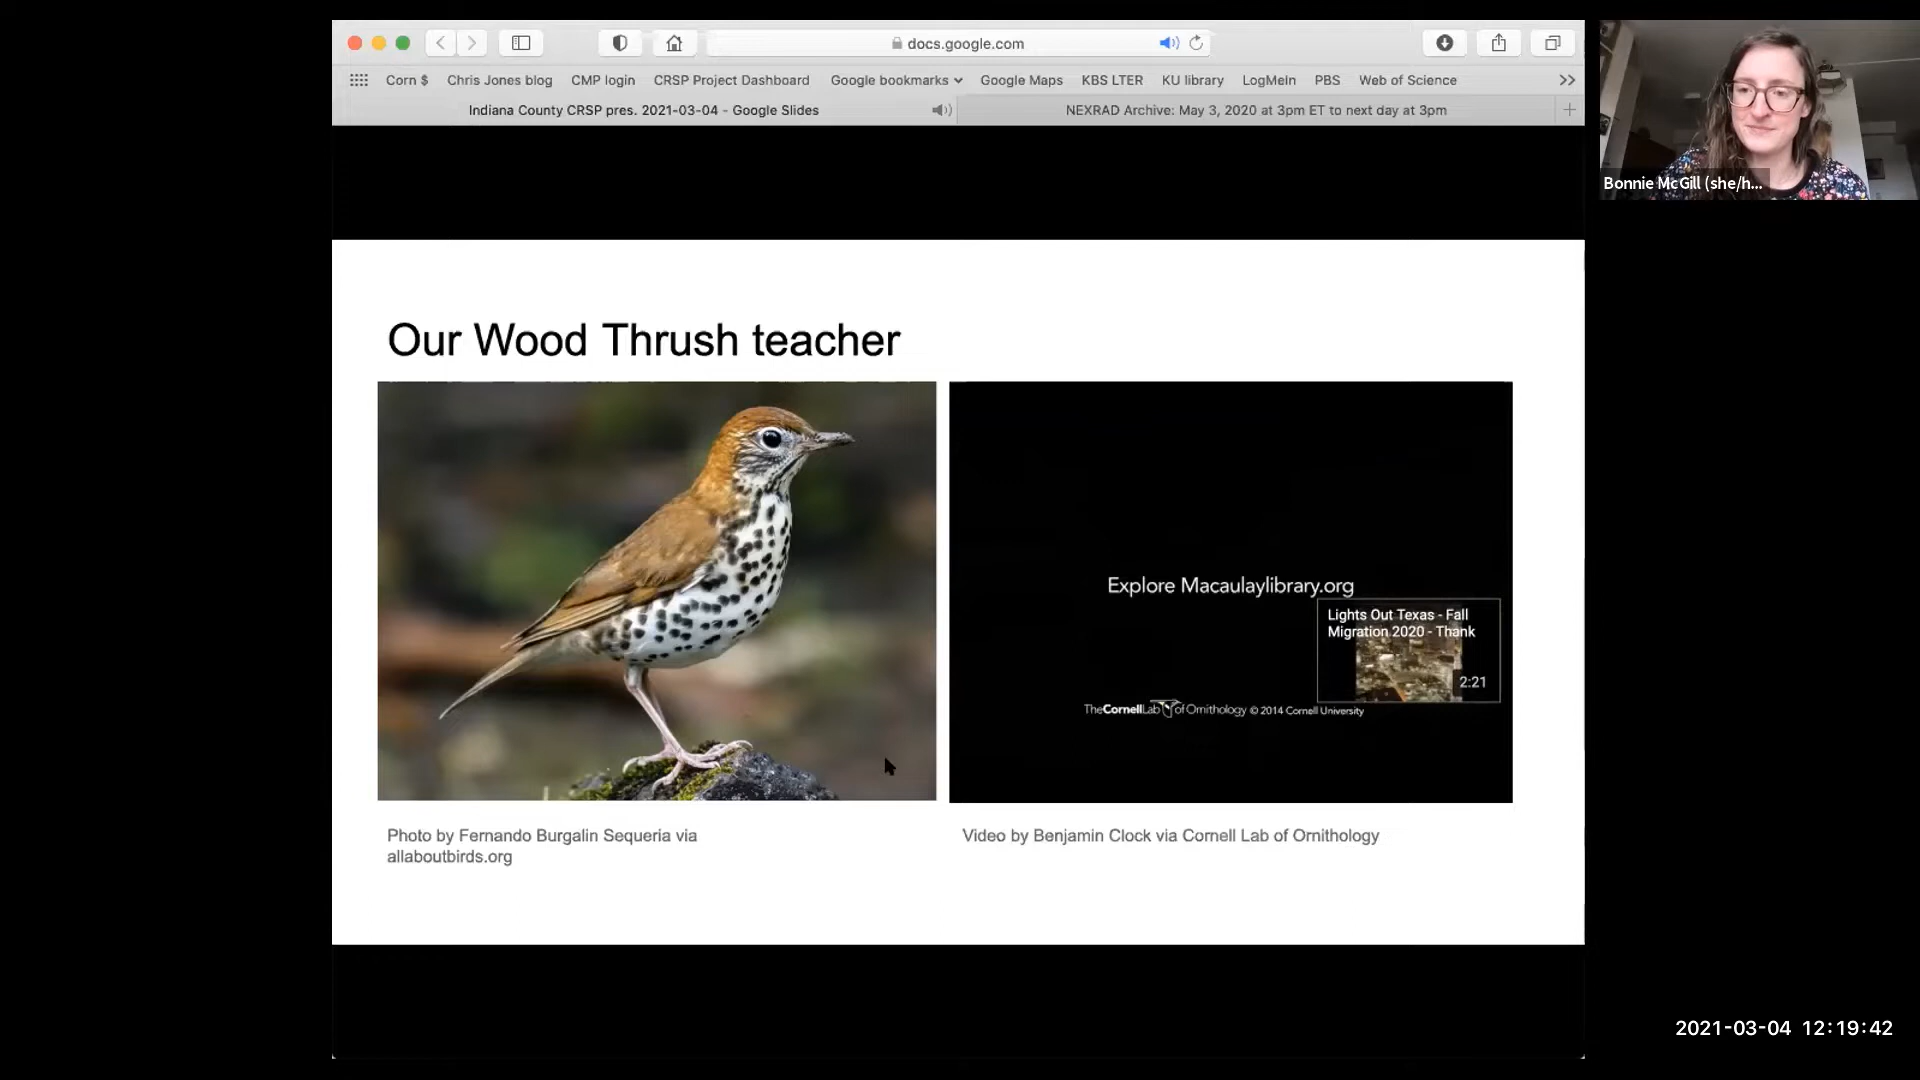 docs.google.com
Corn $ Chris Jones blog CMP login CRSP Project Dashboard Google bookmarks Google Maps KBS LTER KU library LogMeIn PBS Web of Science
Indiana County CRSP pres. 2021-03-04 - Google Slides
NEXRAD Archive: May 3, 2020 at 3pm ET to next day at 3pm
Bonnie McGill (she/h...
Our Wood Thrush teacher
Explore Macaulaylibrary.org
Lights Out Texas - Fall
Migration 2020 - Thank
2:21
TheCornellLab of Ornithology © 2014 Cornell University
Photo by Fernando Burgalin Sequeria via
allaboutbirds.org
Video by Benjamin Clock via Cornell Lab of Ornithology
2021-03-04 12:19:42